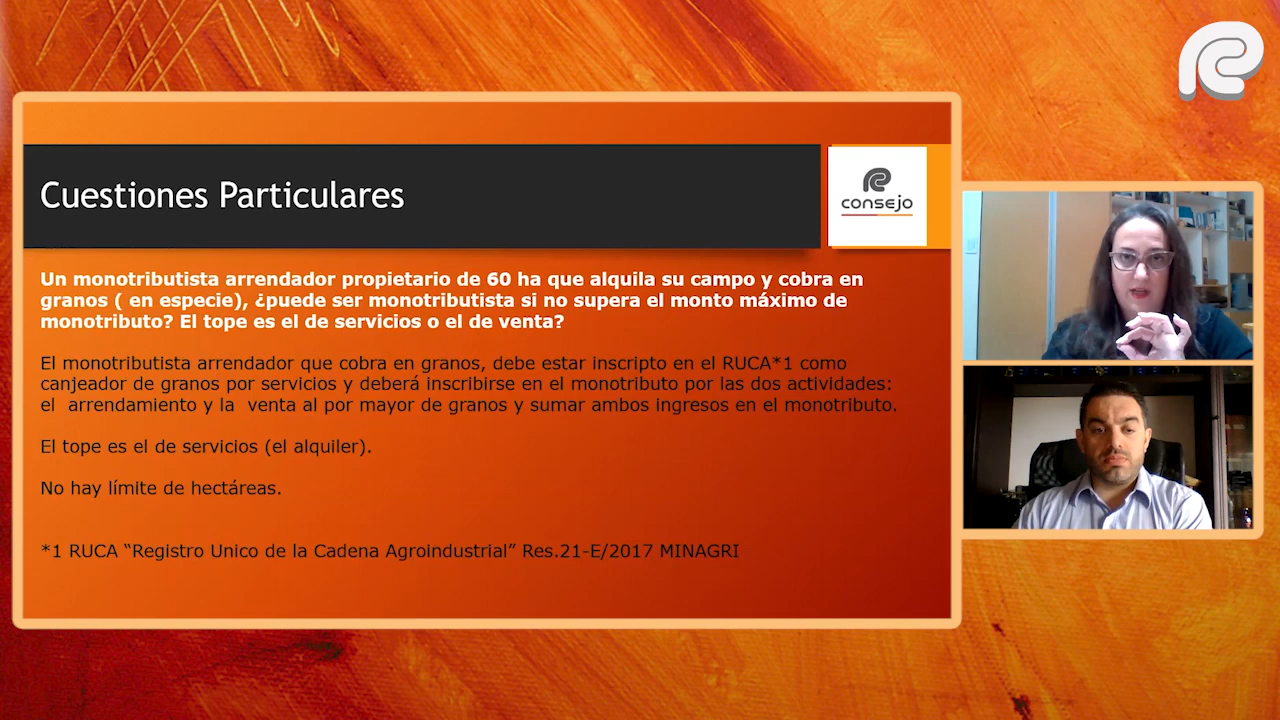 Cuestiones Particulares
consejo
Un monotributista arrendador propietario de 60 ha que alquila su campo y cobra en
granos ( en especie), ¿puede ser monotributista si no supera el monto máximo de
monotributo? El tope es el de servicios o el de venta?
El monotributista arrendador que cobra en granos, debe estar inscripto en el RUCA*1 como
canjeador de granos por servicios y deberá inscribirse en el monotributo por las dos actividades:
el  arrendamiento y la  venta al por mayor de granos y sumar ambos ingresos en el monotributo.
El tope es el de servicios (el alquiler).
No hay límite de hectáreas.
*1 RUCA “Registro Unico de la Cadena Agroindustrial” Res.21-E/2017 MINAGRI